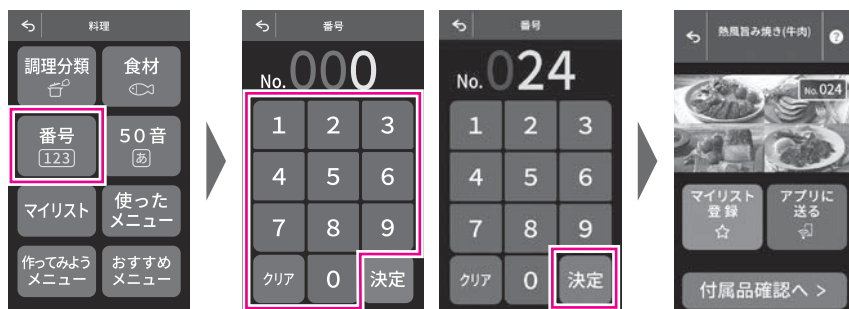 料理
調理分類
食材
番号
123
50音
あ
マイリスト
使った
メニュー
作ってみよう
メニュー
おすすめ
メニュー
番号
No.000
1 2 3
4 5 6
7 8 9
クリア 0 決定
番号
No.024
1 2 3
4 5 6
7 8 9
クリア 0 決定
熱風旨み焼き(牛肉)
?
No.024
マイリスト
登録
アプリに
送る
付属品確認へ >